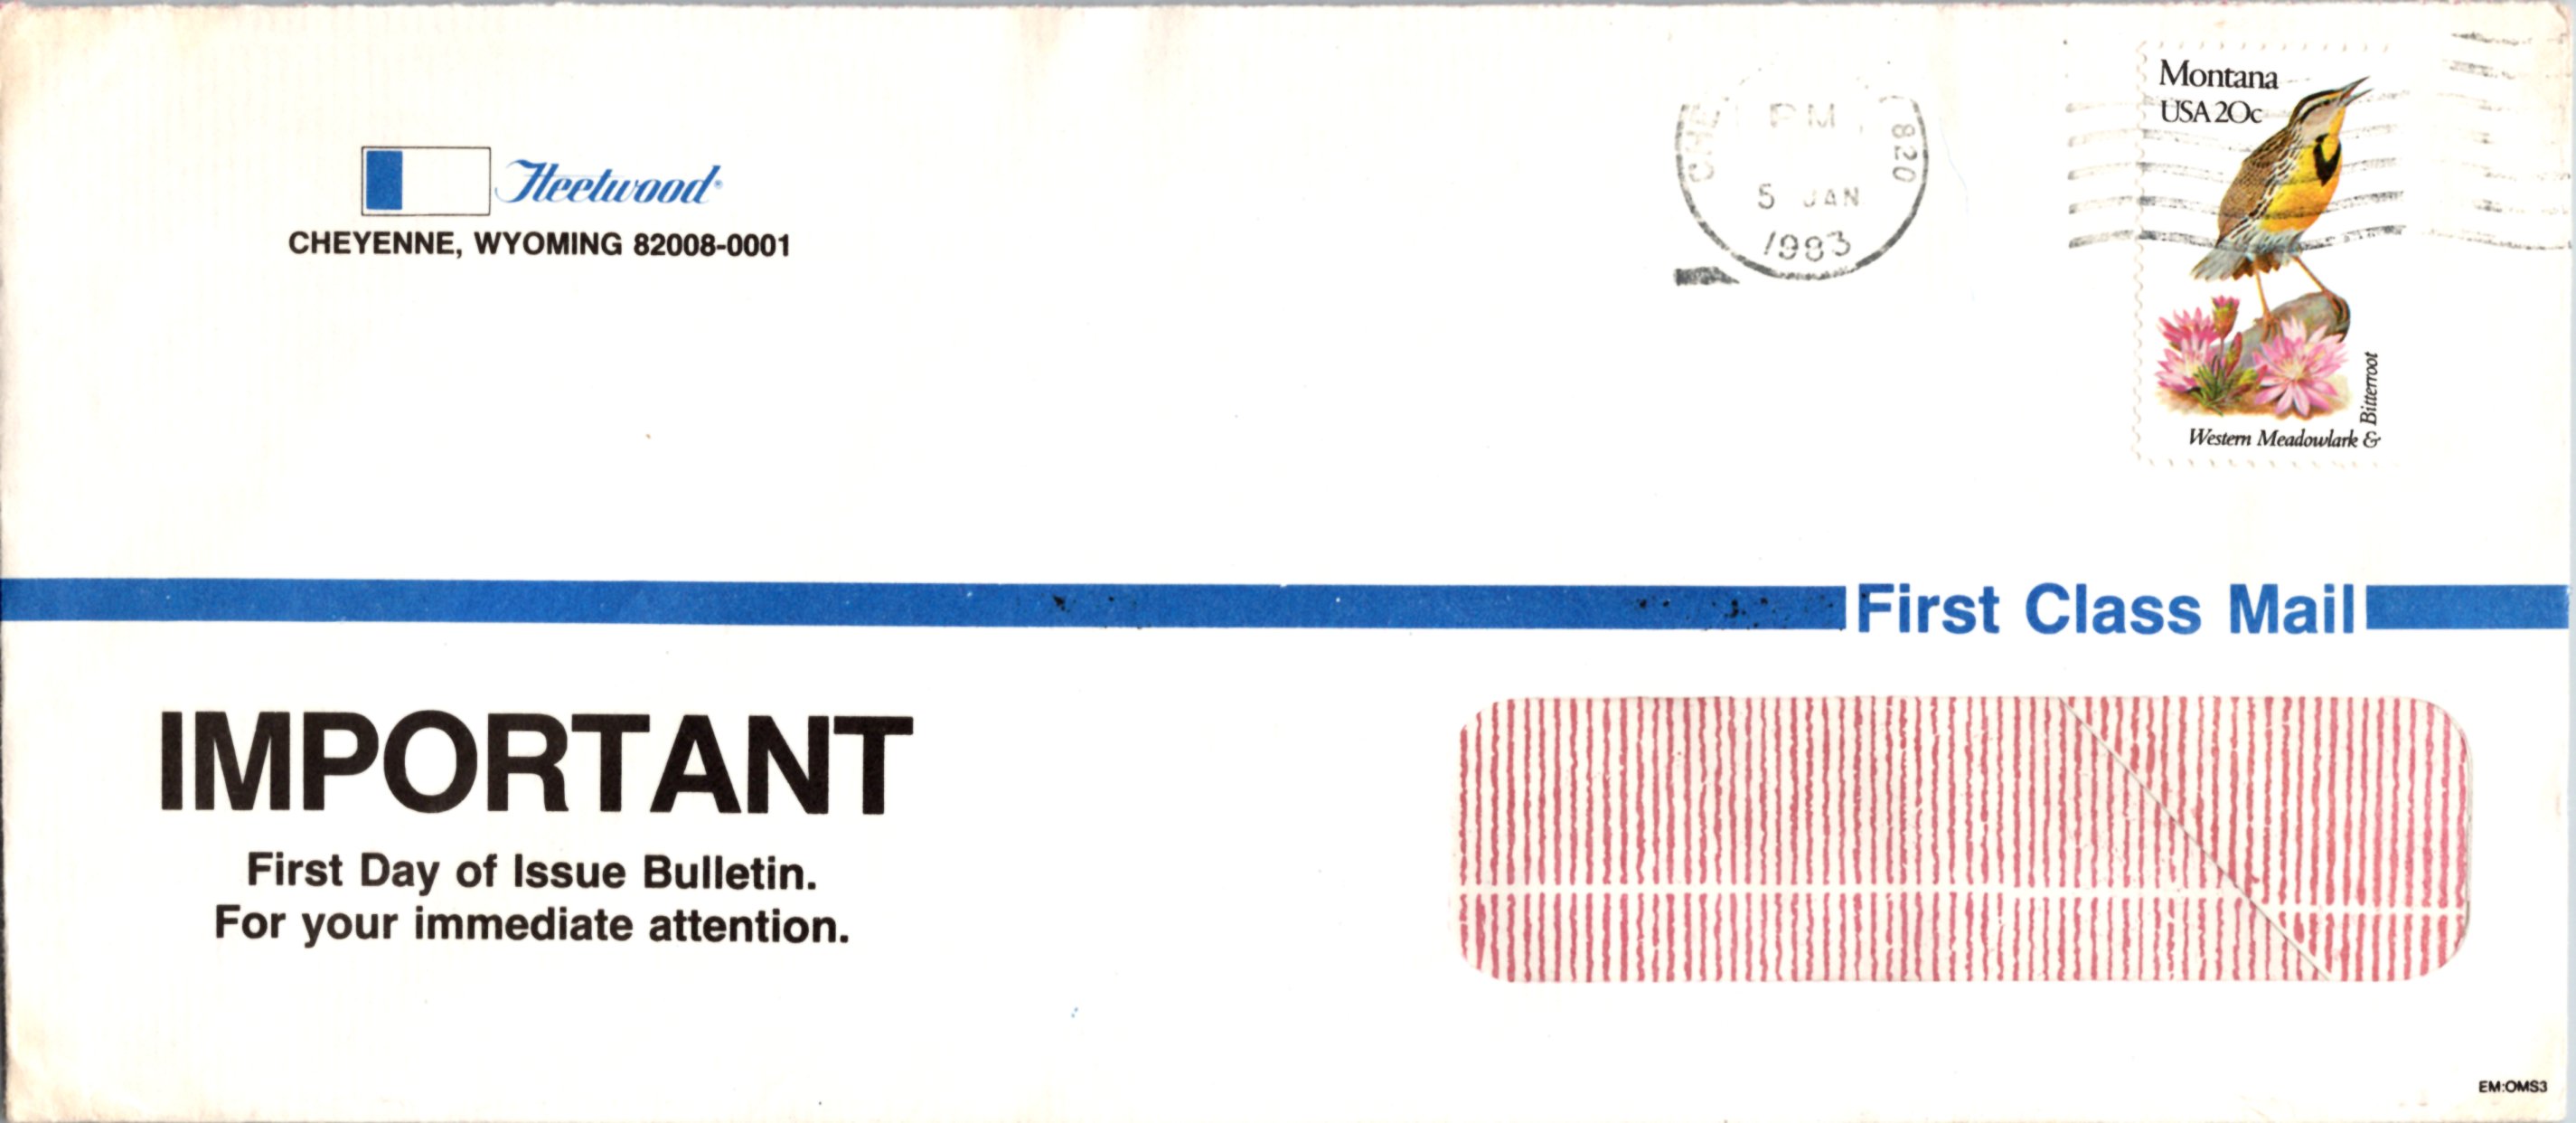 Fleetwood®
CHEYENNE, WYOMING 82008-0001
PM
820
5 JAN
1983
Montana
USA 20c
Western Meadowlark & Bitterroot
First Class Mail
IMPORTANT
First Day of Issue Bulletin.
For your immediate attention.
EM:OMS3